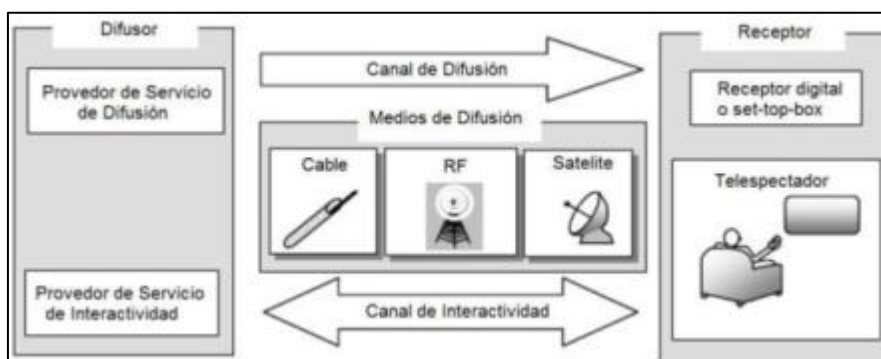 Difusor
Provedor de Servicio
de Difusión
Provedor de Servicio
de Interactividad
Canal de Difusión
Medios de Difusión
Cable
RF
Satelite
Canal de Interactividad
Receptor
Receptor digital
o set-top-box
Telespectador